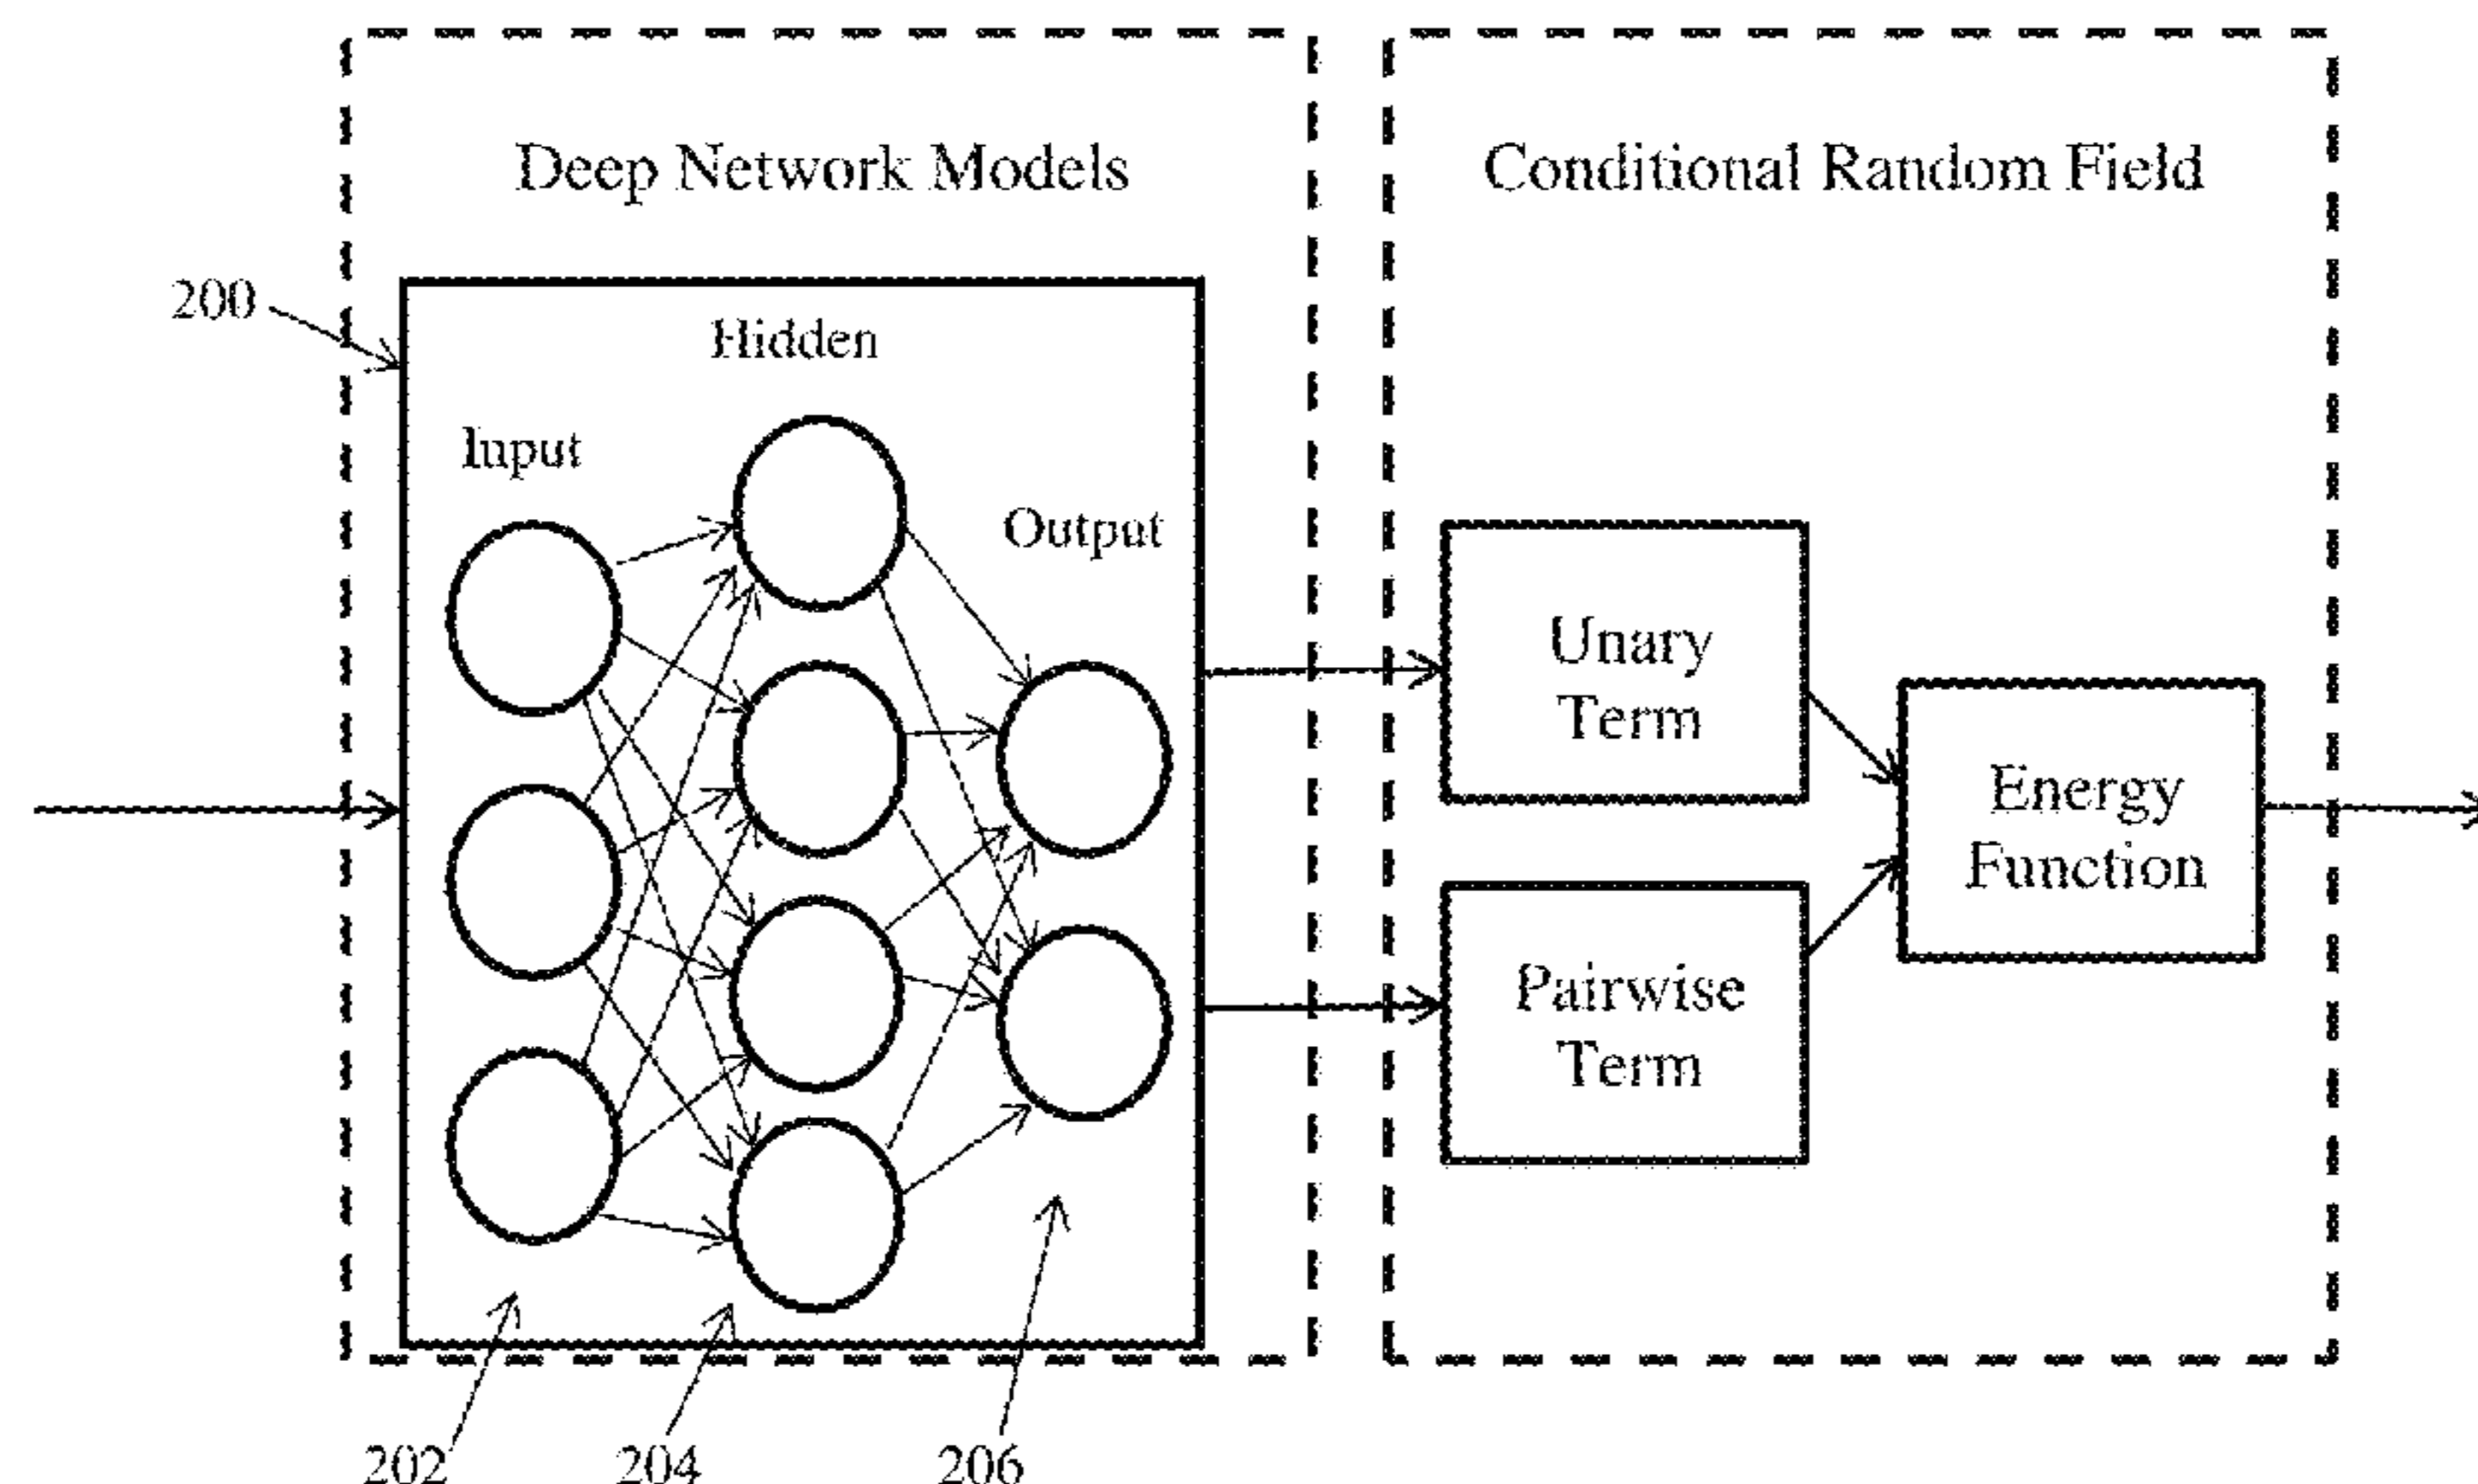 Deep Network Models
Conditional Random Field
200
Hidden
Input
Output
Unary
Term
Energy
Function
Pairwise
Term
202
204
206